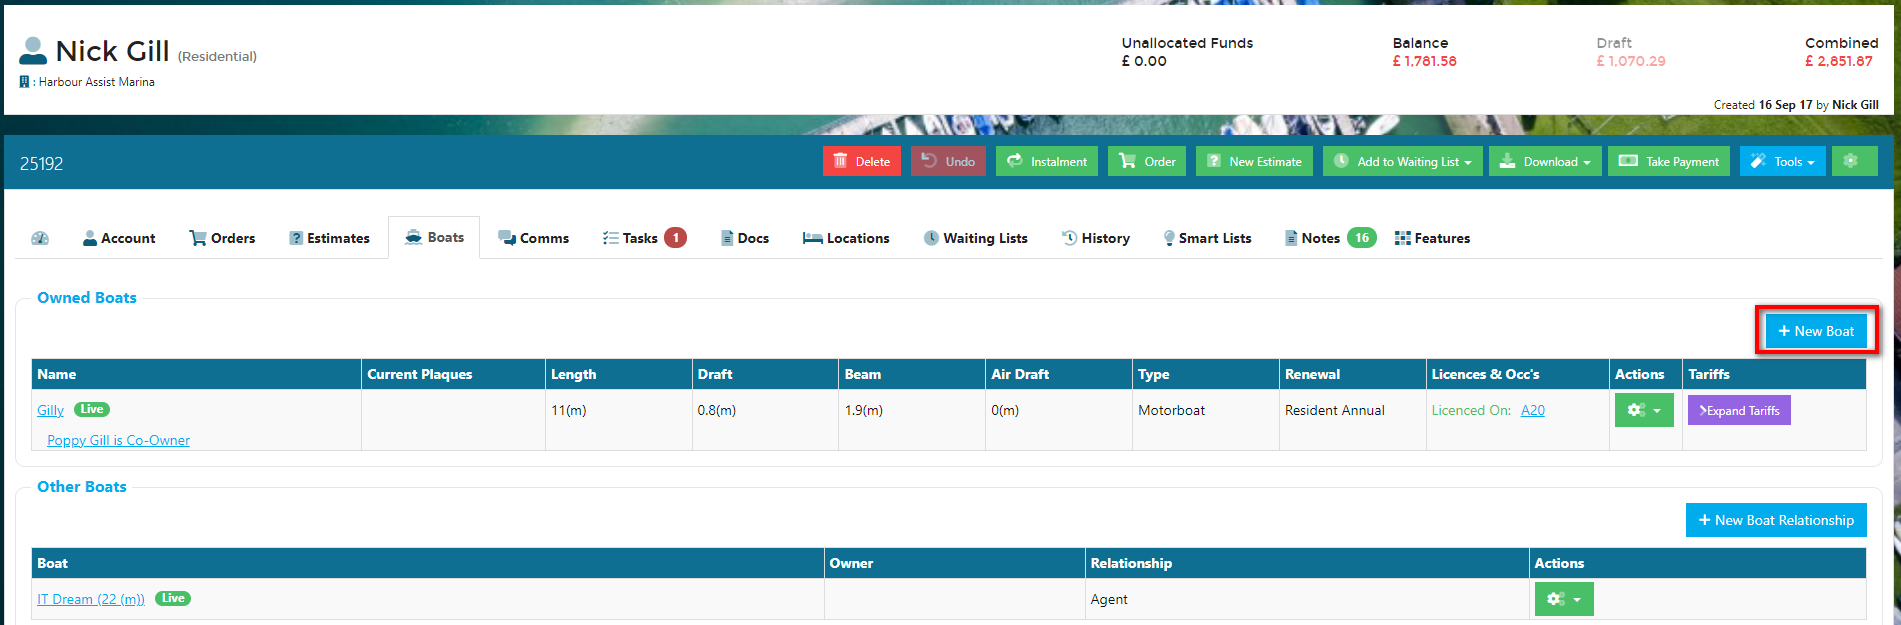 Nick Gill (Residential)
: Harbour Assist Marina
Unallocated Funds Balance Draft Combined
£ 0.00 £ 1,781.58 £ 1,070.29 £ 2,851.87
Created 16 Sep 17 by Nick Gill
25192 Delete Undo Instalment Order New Estimate Add to Waiting List Download Take Payment Tools
Account Orders Estimates Boats Comms Tasks 1 Docs Locations Waiting Lists History Smart Lists Notes 16 Features
Owned Boats
+ New Boat
Name Current Plaques Length Draft Beam Air Draft Type Renewal Licences & Occ's Actions Tariffs
Gilly Live 11(m) 0.8(m) 1.9(m) 0(m) Motorboat Resident Annual Licenced On: A20 Expand Tariffs
Poppy Gill is Co-Owner
Other Boats
+ New Boat Relationship
Boat Owner Relationship Actions
IT Dream (22 (m)) Live Agent